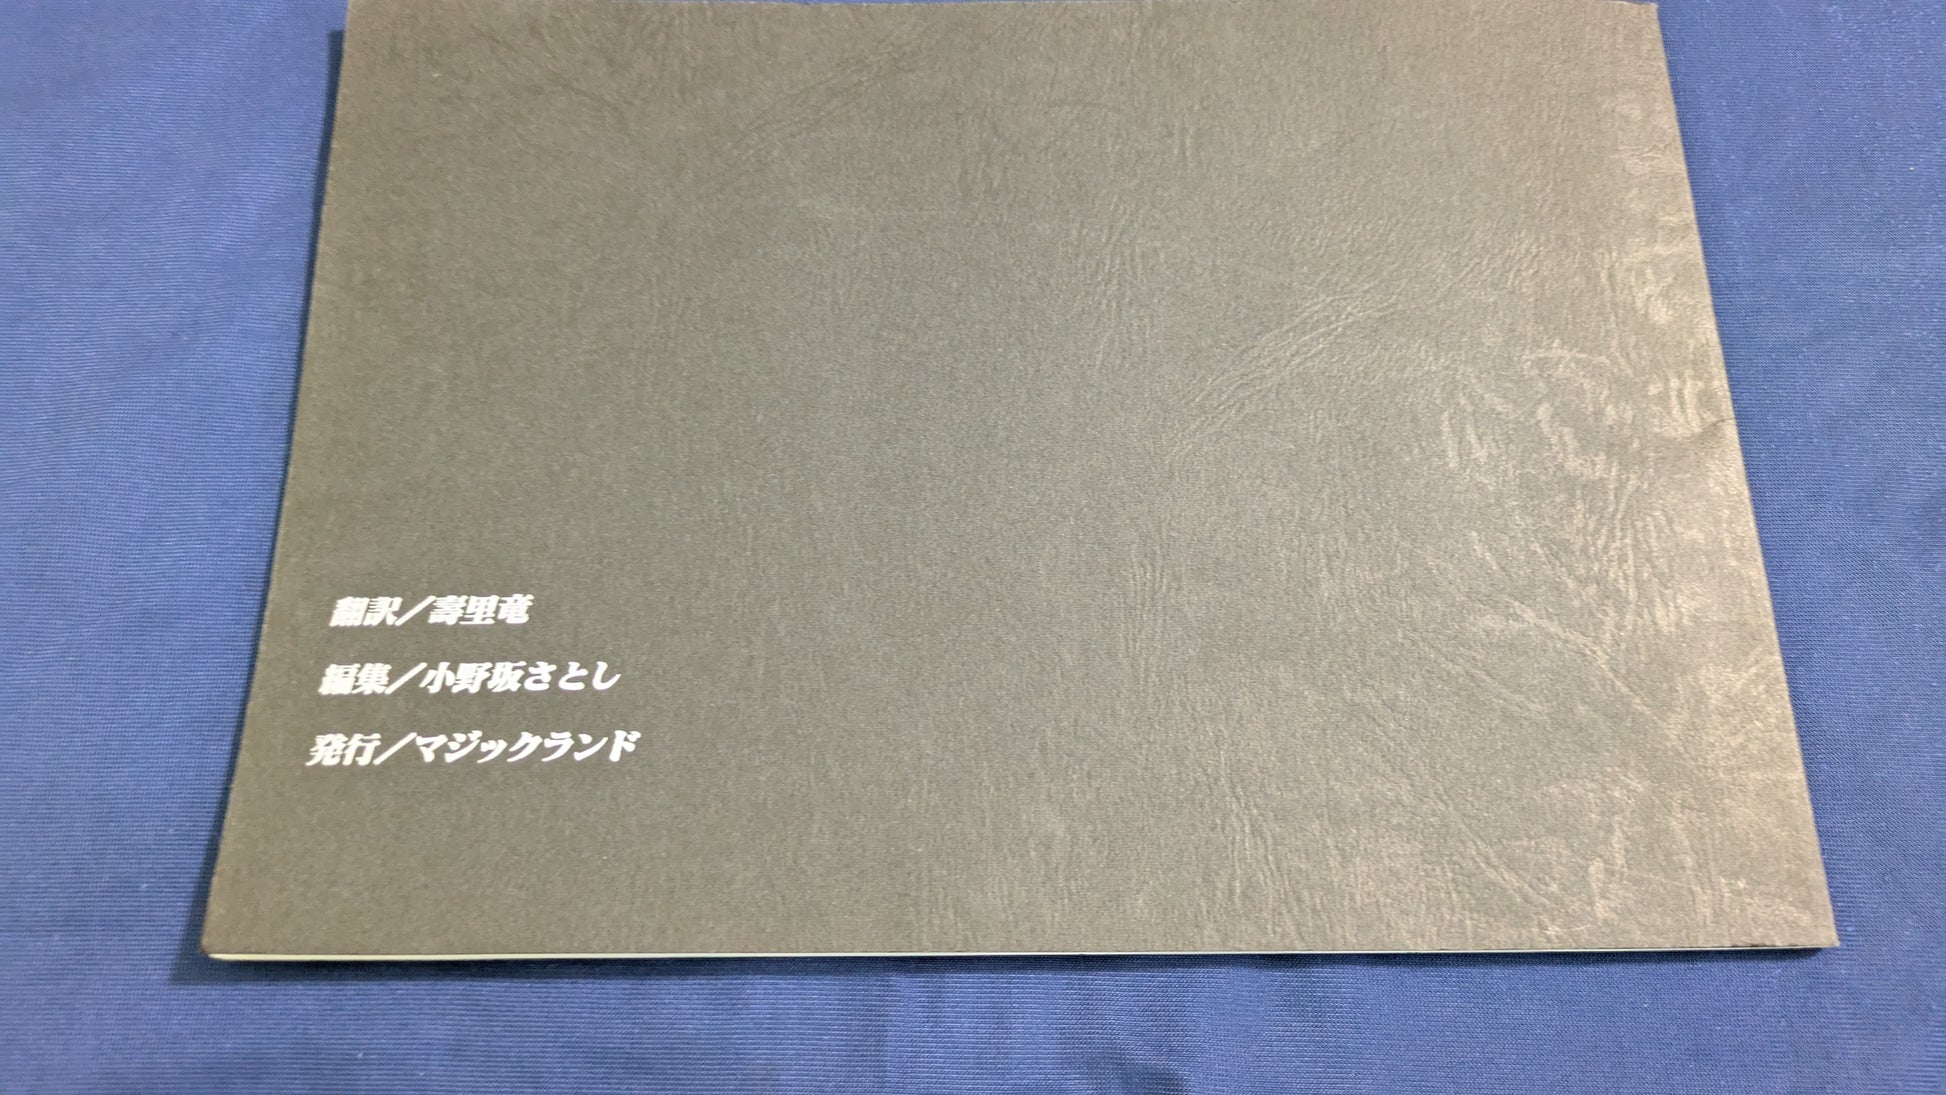 翻訳／壽里竜
編集／小野坂さとし
発行／マジックランド